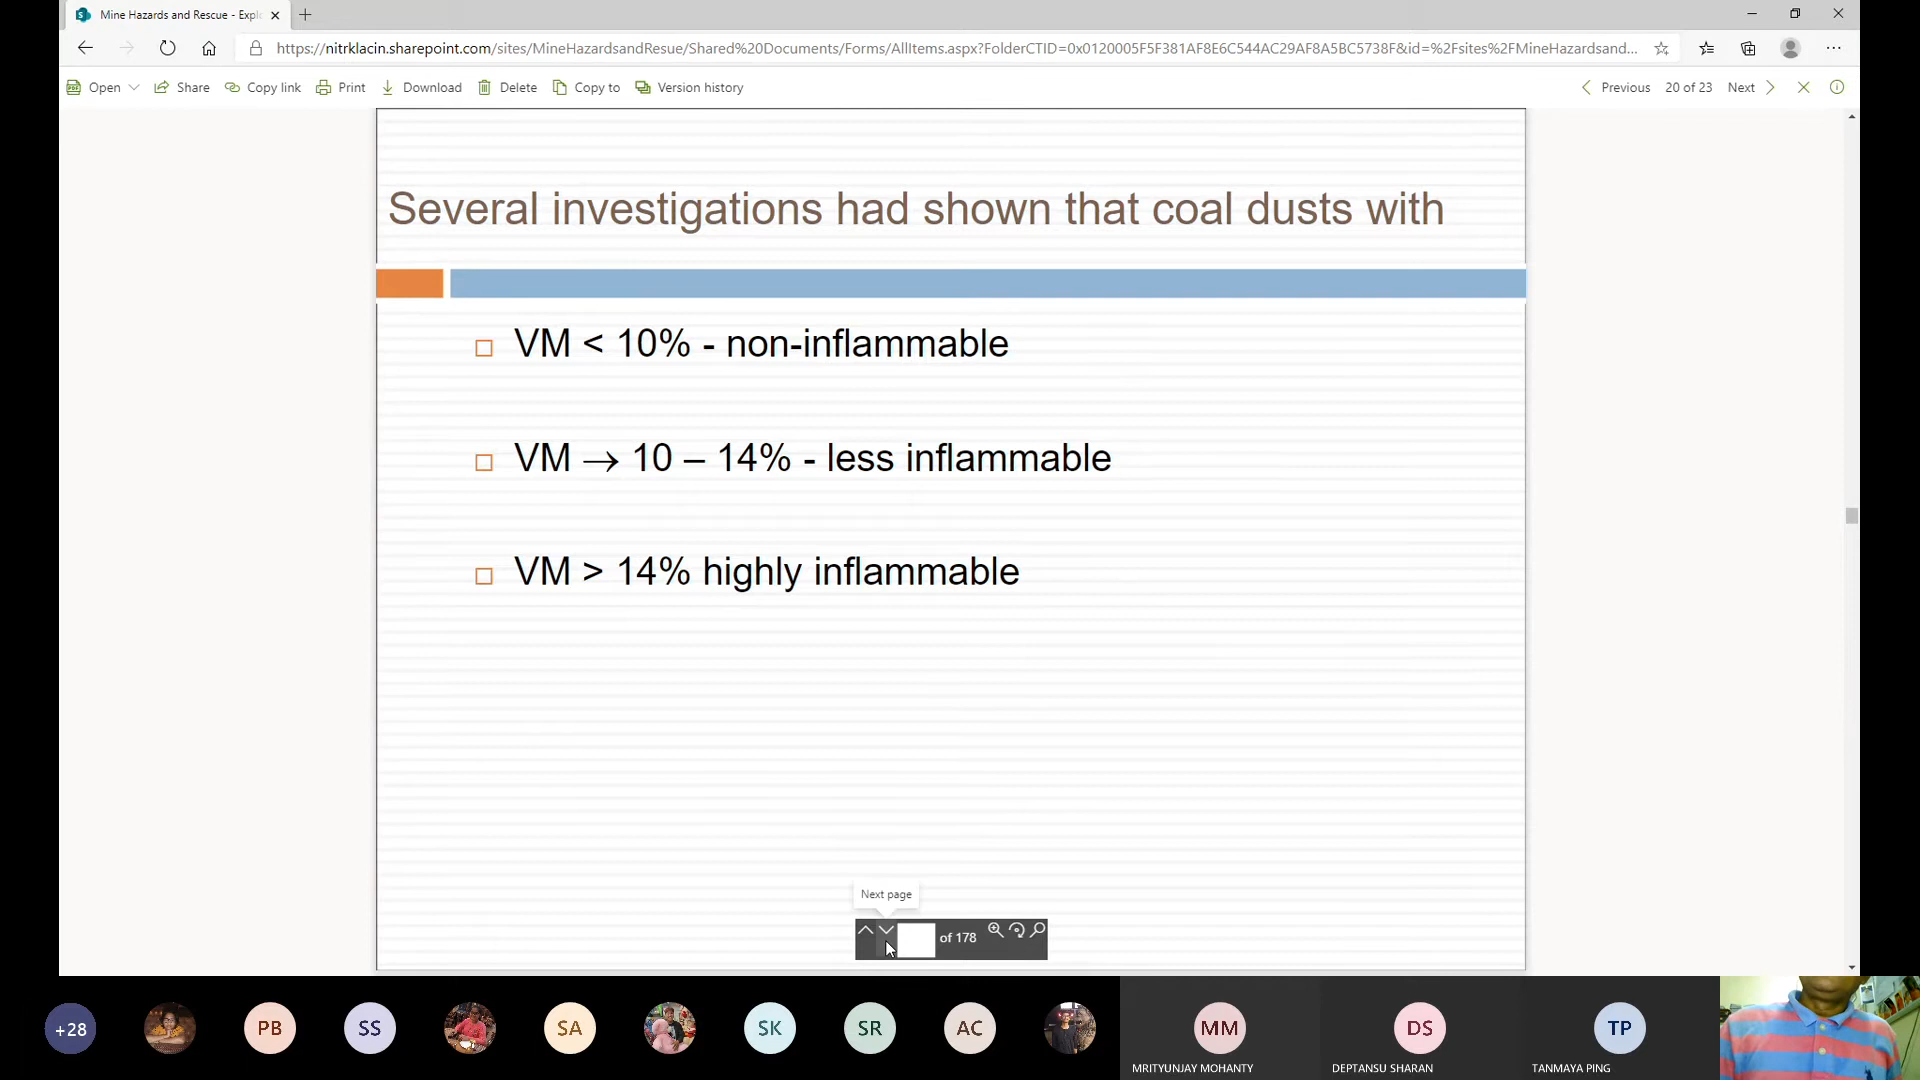 Mine Hazards and Rescue - Expl
https://nitrklacin.sharepoint.com/sites/MineHazardsandResue/Shared%20Documents/Forms/AllItems.aspx?FolderCTID=0x0120005F5F381AF8E6C544AC29AF8A5BC5738F&id=%2Fsites%2FMineHazardsand...
Open Share Copy link Print Download Delete Copy to Version history Previous 20 of 23 Next
Several investigations had shown that coal dusts with
VM < 10% - non-inflammable
VM → 10 – 14% - less inflammable
VM > 14% highly inflammable
Next page
of 178
+28 PB SS SA SK SR AC MM DS TP
MRITYUNJAY MOHANTY DEPTANSU SHARAN TANMAYA PING